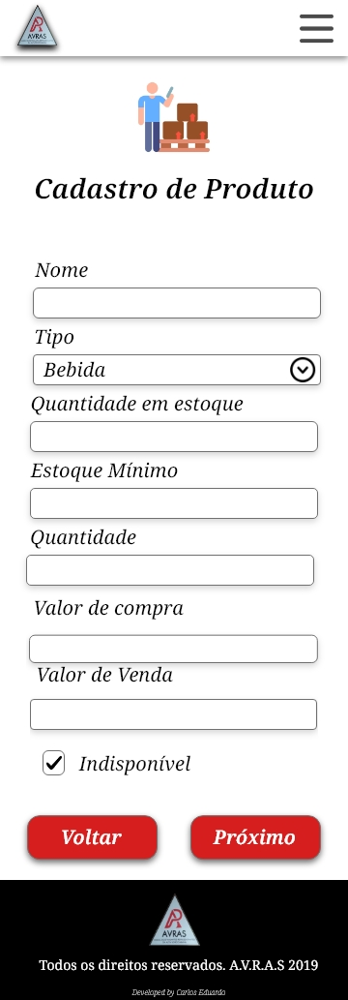 AVRAS
Cadastro de Produto
Nome
Tipo
Bebida
Quantidade em estoque
Estoque Mínimo
Quantidade
Valor de compra
Valor de Venda
Indisponível
Voltar
Próximo
AVRAS
Todos os direitos reservados. A.V.R.A.S 2019
Developed by Carlos Eduardo